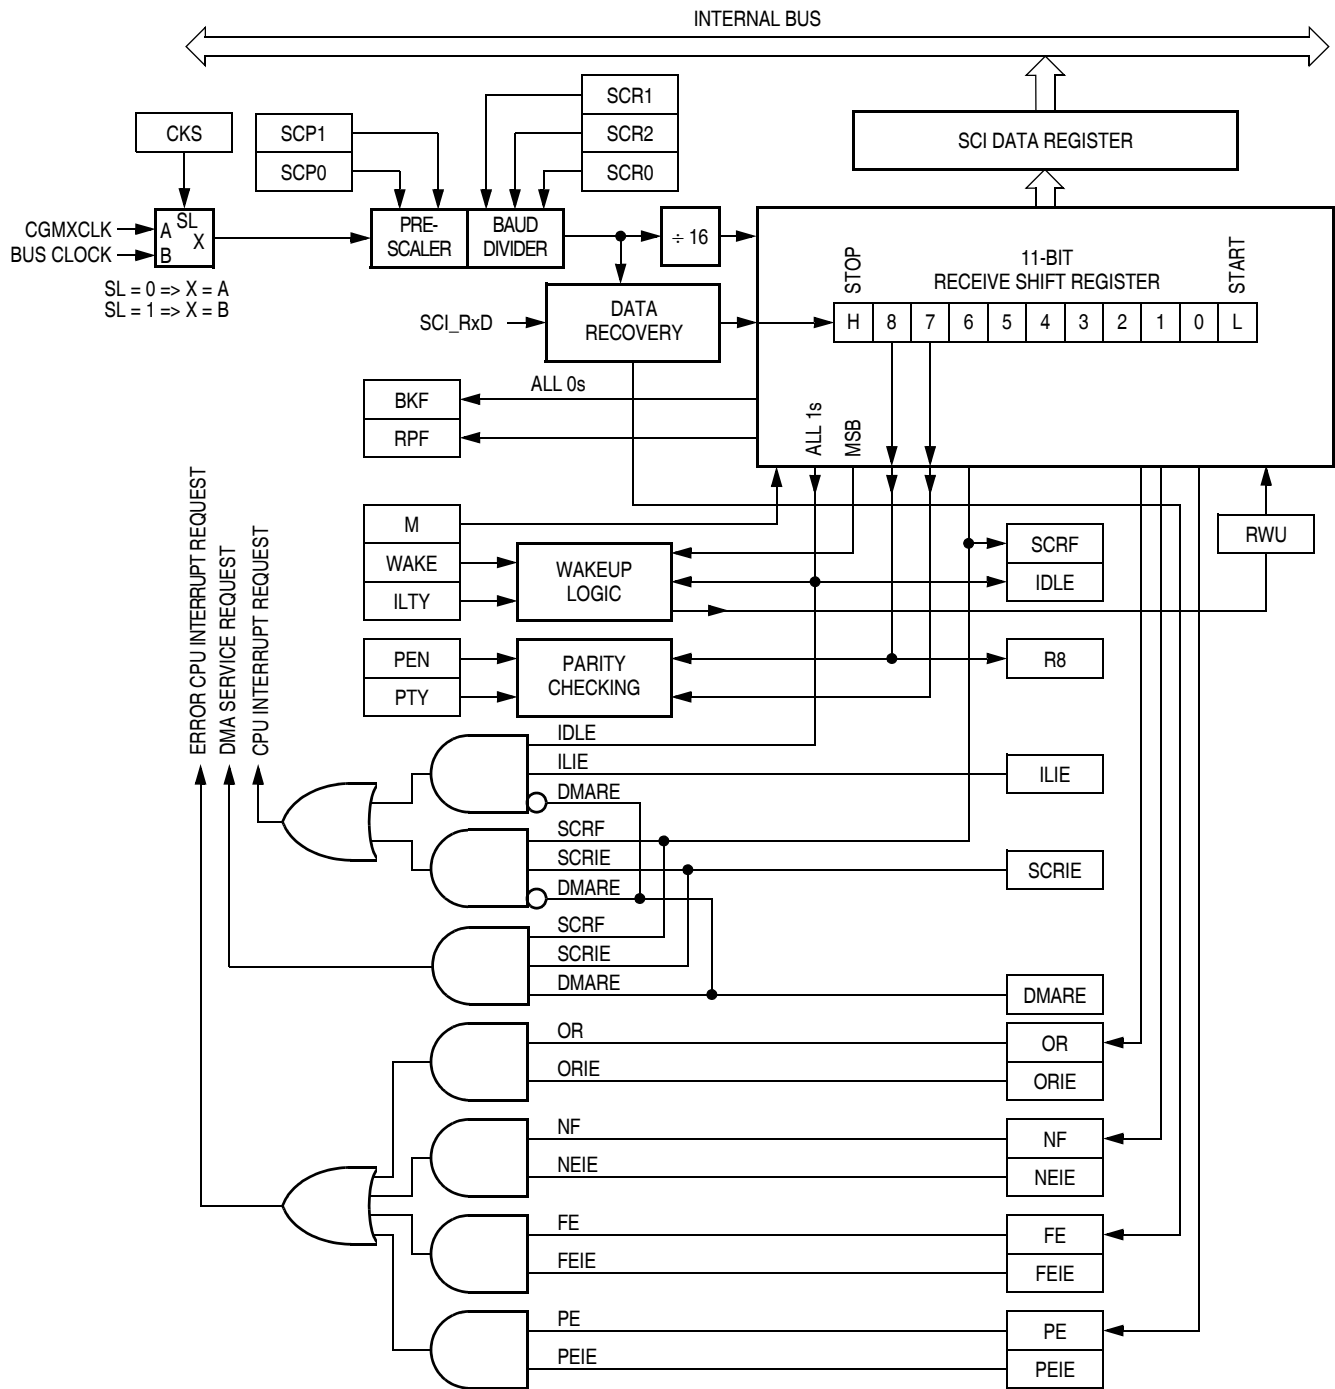 INTERNAL BUS
SCR1
SCR2
SCR0
CKS
SCP1
SCP0
SCI DATA REGISTER
CGMXCLK
BUS CLOCK
A
SL
X
B
SL = 0 => X = A
SL = 1 => X = B
PRE-
SCALER
BAUD
DIVIDER
÷ 16
SCI_RxD
DATA
RECOVERY
STOP
11-BIT
RECEIVE SHIFT REGISTER
START
H 8 7 6 5 4 3 2 1 0 L
ALL 0s
BKF
RPF
ALL 1s
MSB
M
WAKE
ILTY
WAKEUP
LOGIC
SCRF
IDLE
RWU
PEN
PTY
PARITY
CHECKING
R8
ERROR CPU INTERRUPT REQUEST
DMA SERVICE REQUEST
CPU INTERRUPT REQUEST
IDLE
ILIE
DMARE
ILIE
SCRF
SCRIE
DMARE
SCRIE
SCRF
SCRIE
DMARE
DMARE
OR
ORIE
OR
ORIE
NF
NEIE
NF
NEIE
FE
FEIE
FE
FEIE
PE
PEIE
PE
PEIE